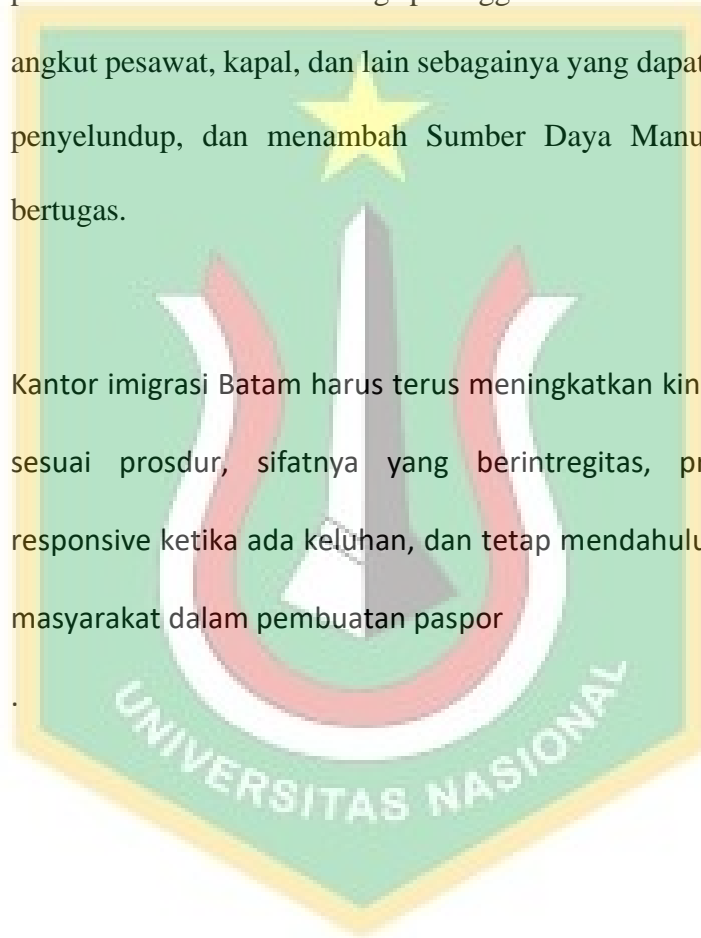 angkut pesawat, kapal, dan lain sebagainya yang dapat
penyelundup, dan menambah Sumber Daya Manu
bertugas.
Kantor imigrasi Batam harus terus meningkatkan kin
sesuai prosdur, sifatnya yang berintregitas, pr
responsive ketika ada keluhan, dan tetap mendahulu
masyarakat dalam pembuatan paspor
.
UNIVERSITAS NASIONAL